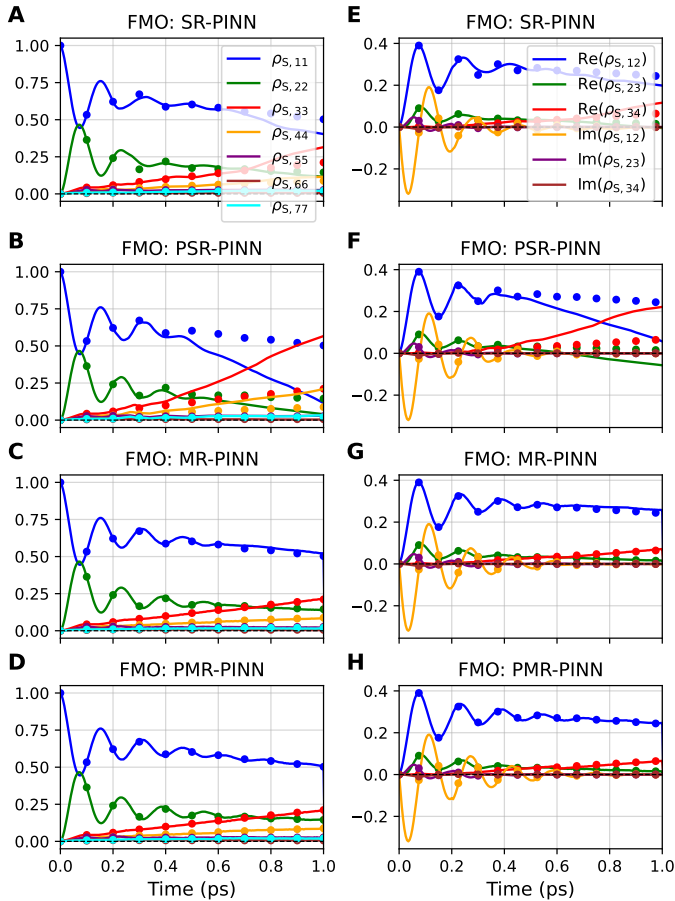 A
FMO: SR-PINN
1.00
0.75
0.50
0.25
0.00
ρS,11
ρS,22
ρS,33
ρS,44
ρS,55
ρS,66
ρS,77
E
FMO: SR-PINN
0.4
0.2
0.0
−0.2
Re(ρS,12)
Re(ρS,23)
Re(ρS,34)
Im(ρS,12)
Im(ρS,23)
Im(ρS,34)
B
FMO: PSR-PINN
1.00
0.75
0.50
0.25
0.00
F
FMO: PSR-PINN
0.4
0.2
0.0
−0.2
C
FMO: MR-PINN
1.00
0.75
0.50
0.25
0.00
G
FMO: MR-PINN
0.4
0.2
0.0
−0.2
D
FMO: PMR-PINN
1.00
0.75
0.50
0.25
0.00
0.0 0.2 0.4 0.6 0.8 1.0
Time (ps)
H
FMO: PMR-PINN
0.4
0.2
0.0
−0.2
0.0 0.2 0.4 0.6 0.8 1.0
Time (ps)